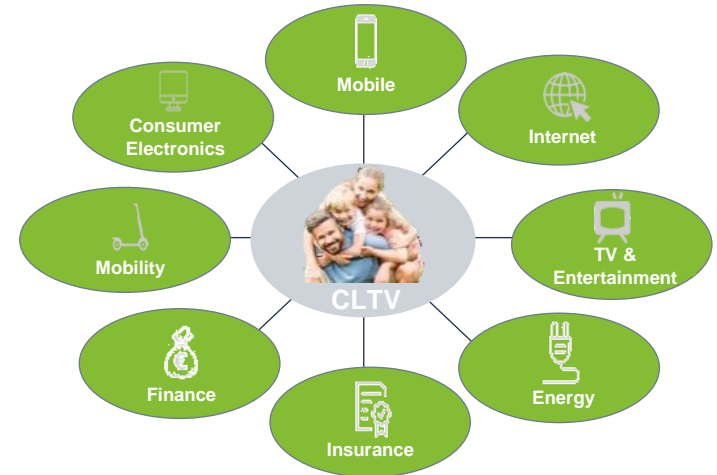 Mobile
Consumer
Electronics
Internet
Mobility
TV &
Entertainment
CLTV
Finance
Energy
Insurance